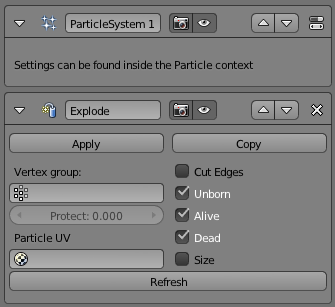 ParticleSystem 1
Settings can be found inside the Particle context
Explode
Apply
Copy
Vertex group:
Cut Edges
Unborn
Protect: 0.000
Alive
Particle UV
Dead
Size
Refresh